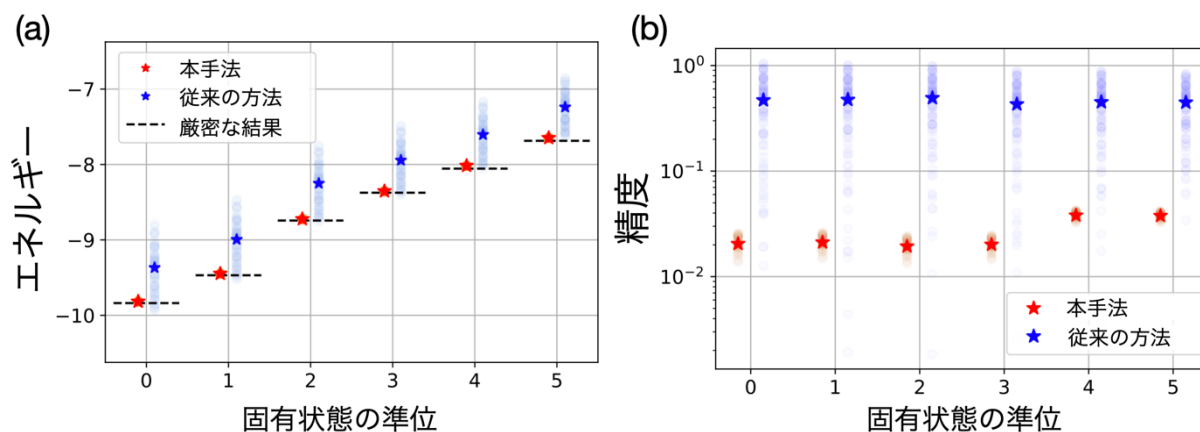 (a)
本手法
従来の方法
厳密な結果
エネルギー
−7
−8
−9
−10
0 1 2 3 4 5
固有状態の準位
(b)
精度
10⁰
10⁻¹
10⁻²
本手法
従来の方法
0 1 2 3 4 5
固有状態の準位